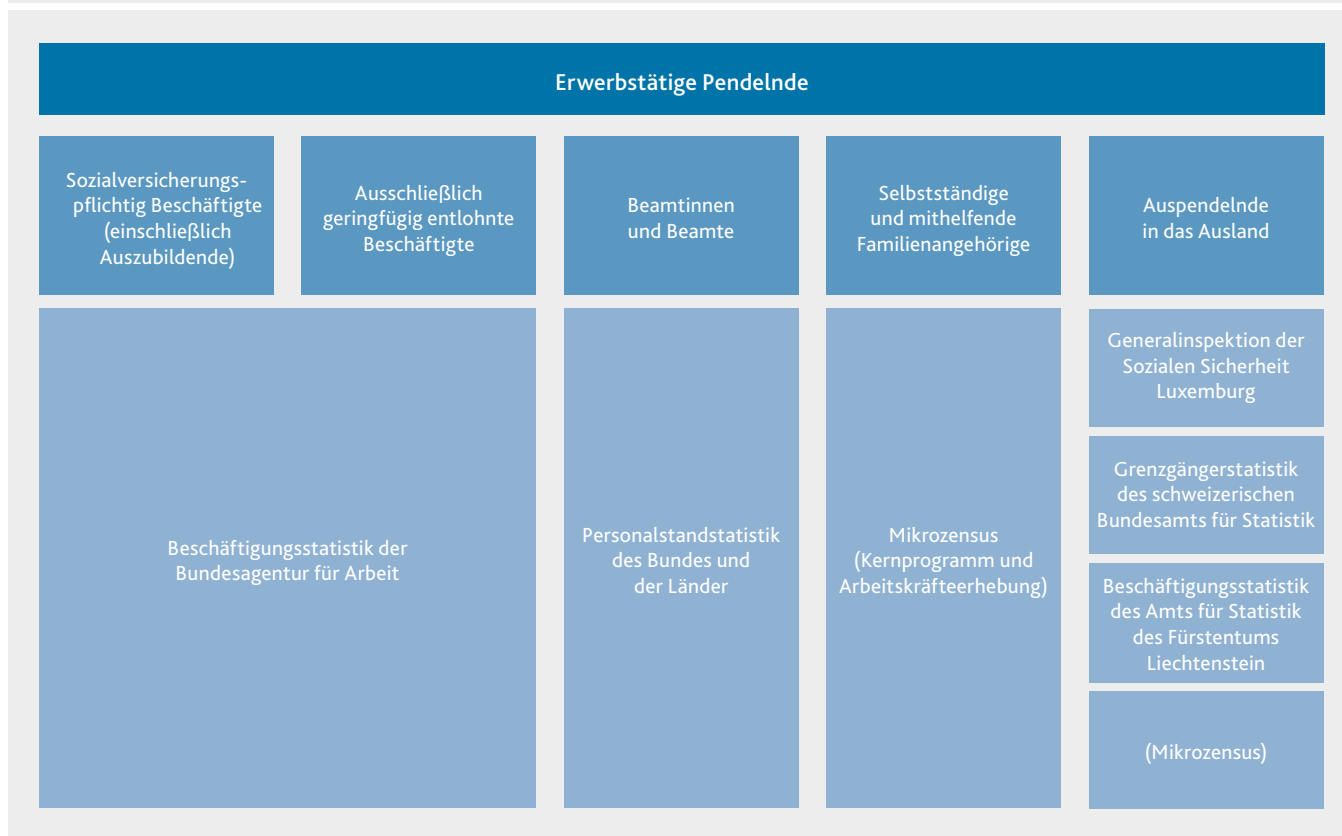 Erwerbstätige Pendelnde
Sozialversicherungs-
pflichtig Beschäftigte
(einschließlich
Auszubildende)
Ausschließlich
geringfügig entlohnte
Beschäftigte
Beamtinnen
und Beamte
Selbstständige
und mithelfende
Familienangehörige
Auspendelnde
in das Ausland
Beschäftigungsstatistik der
Bundesagentur für Arbeit
Personalstandstatistik
des Bundes und
der Länder
Mikrozensus
(Kernprogramm und
Arbeitskräfteerhebung)
Generalinspektion der
Sozialen Sicherheit
Luxemburg
Grenzgängerstatistik
des schweizerischen
Bundesamts für Statistik
Beschäftigungsstatistik
des Amts für Statistik
des Fürstentums
Liechtenstein
(Mikrozensus)